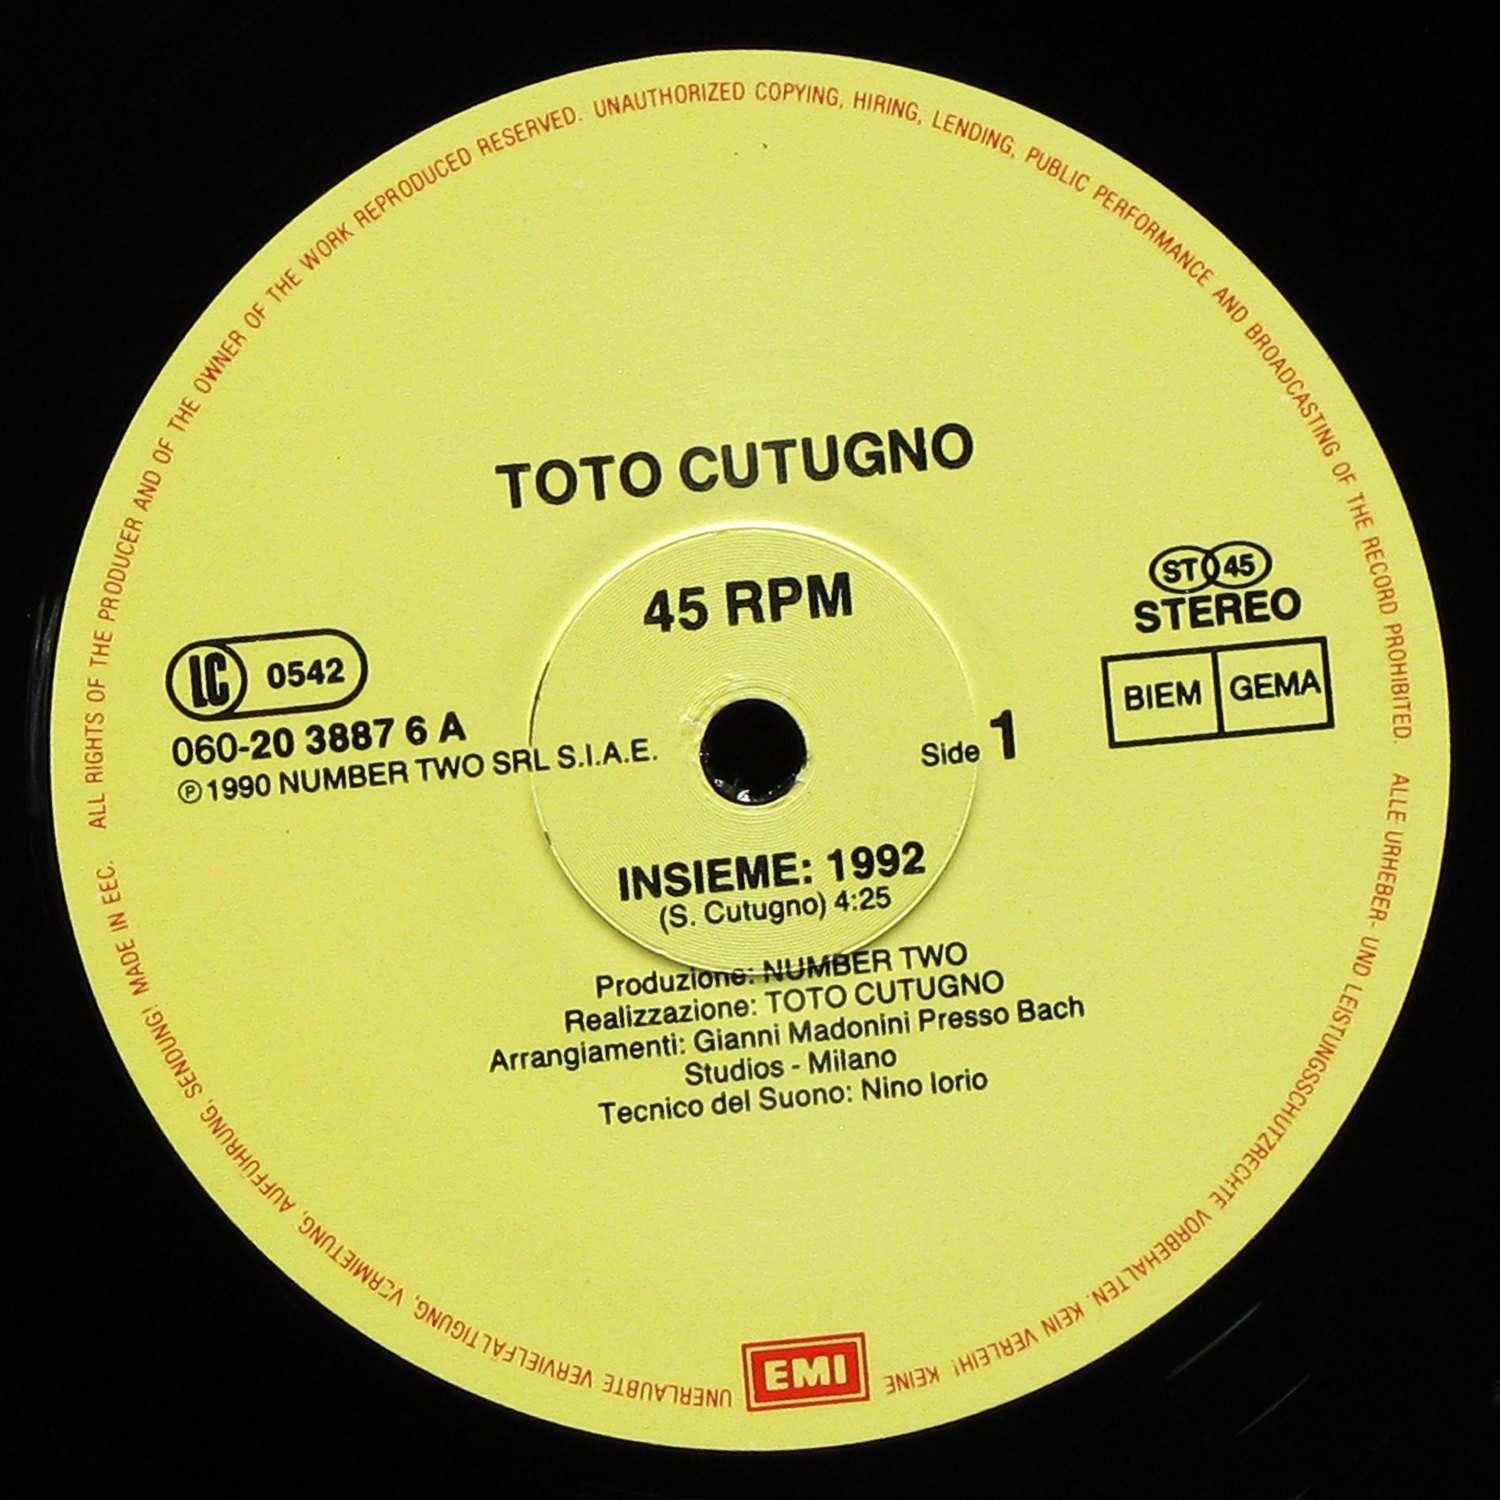 ALL RIGHTS OF THE PRODUCER AND OF THE OWNER OF THE WORK REPRODUCED RESERVED. UNAUTHORIZED COPYING, HIRING, LENDING, PUBLIC PERFORMANCE AND BROADCASTING OF THE RECORD PROHIBITED.
TOTO CUTUGNO
45 RPM
ST 45
STEREO
BIEM GEMA
LC 0542
060-20 3887 6 A
℗ 1990 NUMBER TWO SRL S.I.A.E.
Side 1
INSIEME: 1992
(S. Cutugno) 4:25
Produzione: NUMBER TWO
Realizzazione: TOTO CUTUGNO
Arrangiamenti: Gianni Madonini Presso Bach
Studios - Milano
Tecnico del Suono: Nino Iorio
EMI
ALLE URHEBER- UND LEISTUNGSSCHUTZRECHTE VORBEHALTEN. KEIN VERLEIH! KEINE UNERLAUBTE VERVIELFÄLTIGUNG, VERMIETUNG, AUFFÜHRUNG, SENDUNG! MADE IN EEC.